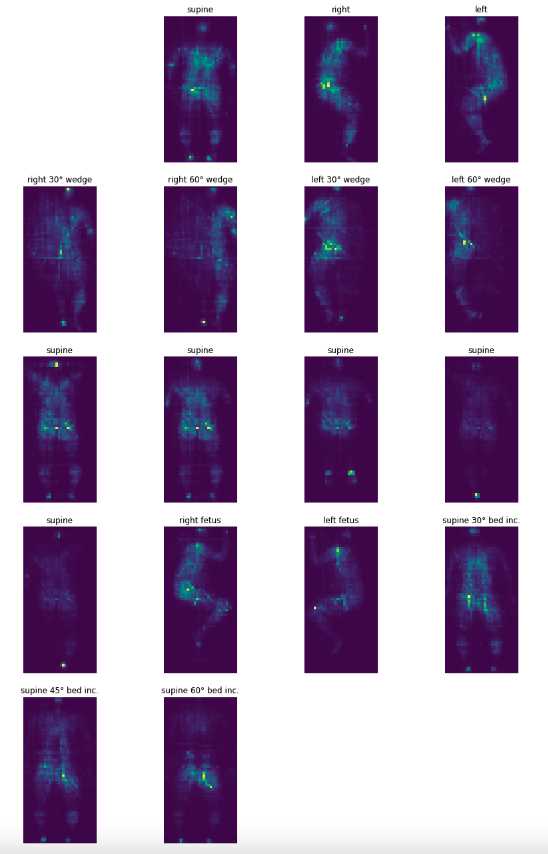 supine
right
left
right 30° wedge
right 60° wedge
left 30° wedge
left 60° wedge
supine
supine
supine
supine
supine
right fetus
left fetus
supine 30° bed inc.
supine 45° bed inc.
supine 60° bed inc.